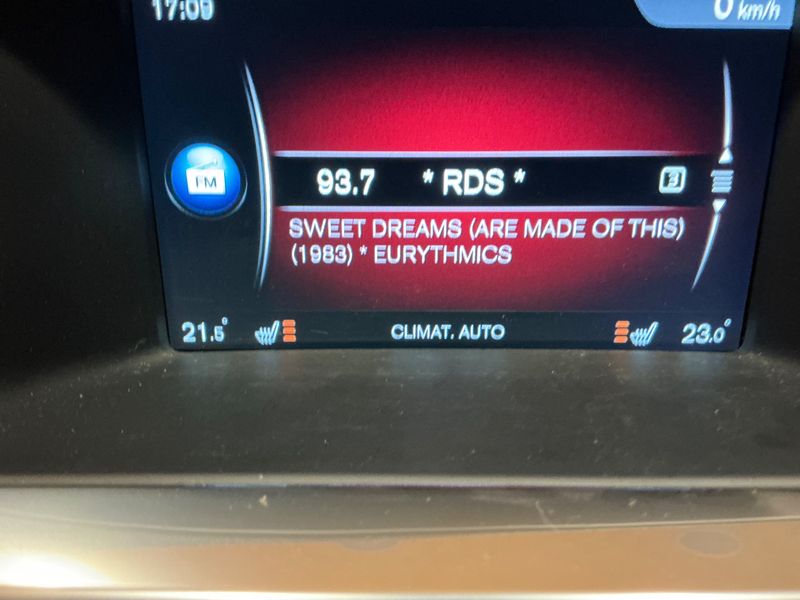 17:09
0 km/h
FM
93.7 * RDS * 3
SWEET DREAMS (ARE MADE OF THIS)
(1983) * EURYTHMICS
21.5° CLIMAT. AUTO 23.0°